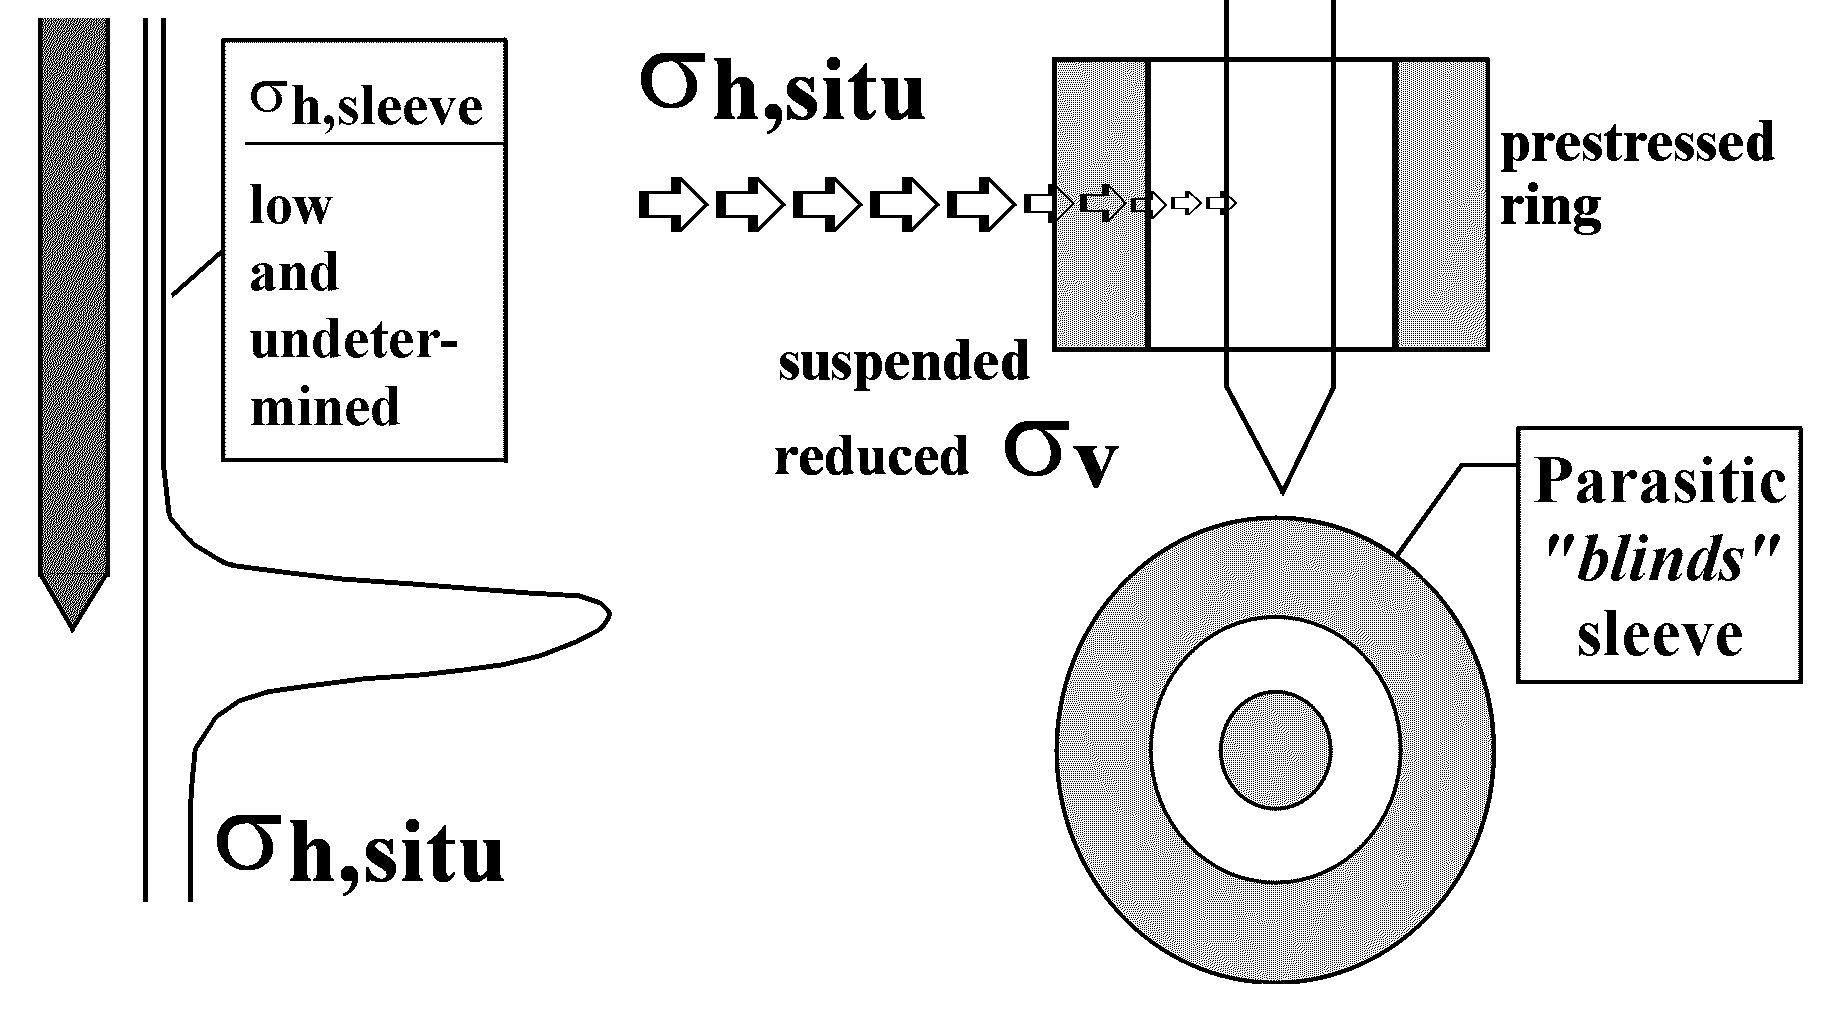 σh,sleeve
low
and
undeter-
mined
σh,situ
σh,situ
prestressed
ring
suspended
reduced σv
Parasitic
"blinds"
sleeve